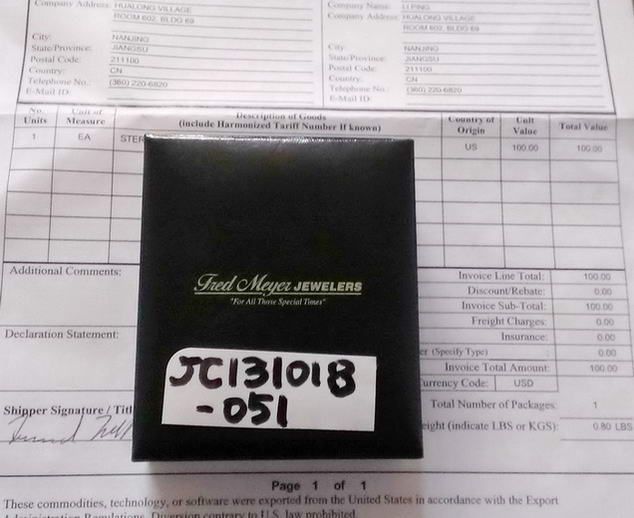 Company Address: HUALONG VILLAGE
ROOM 602, BLDG 69
City: NANJING
State/Province: JIANGSU
Postal Code: 211100
Country: CN
Telephone No.: (360) 220-6820
E-Mail ID:
Company Name: LI PING
Company Address: HUALONG VILLAGE
ROOM 602, BLDG 69
City: NANJING
State/Province: JIANGSU
Postal Code: 211100
Country: CN
Telephone No.: (360) 220-6820
E-Mail ID:
No. Units
Unit of Measure
Description of Goods
(include Harmonized Tariff Number If known)
Country of Origin
Unit Value
Total Value
1 EA US 100.00 100.00
Fred Meyer JEWELERS
"For All Those Special Times"
JC131018
-051
Additional Comments:
Declaration Statement:
Shipper Signature /
Invoice Line Total: 100.00
Discount/Rebate: 0.00
Invoice Sub-Total: 100.00
Freight Charges: 0.00
Insurance: 0.00
(Specify Type) : 0.00
Invoice Total Amount: 100.00
Code: USD
Total Number of Packages: 1
(indicate LBS or KGS): 0.80 LBS
Page 1 of 1
These commodities, technology, or software were exported from the United States in accordance with the Export
Administration Regulations. Diversion contrary to U.S. law prohibited.